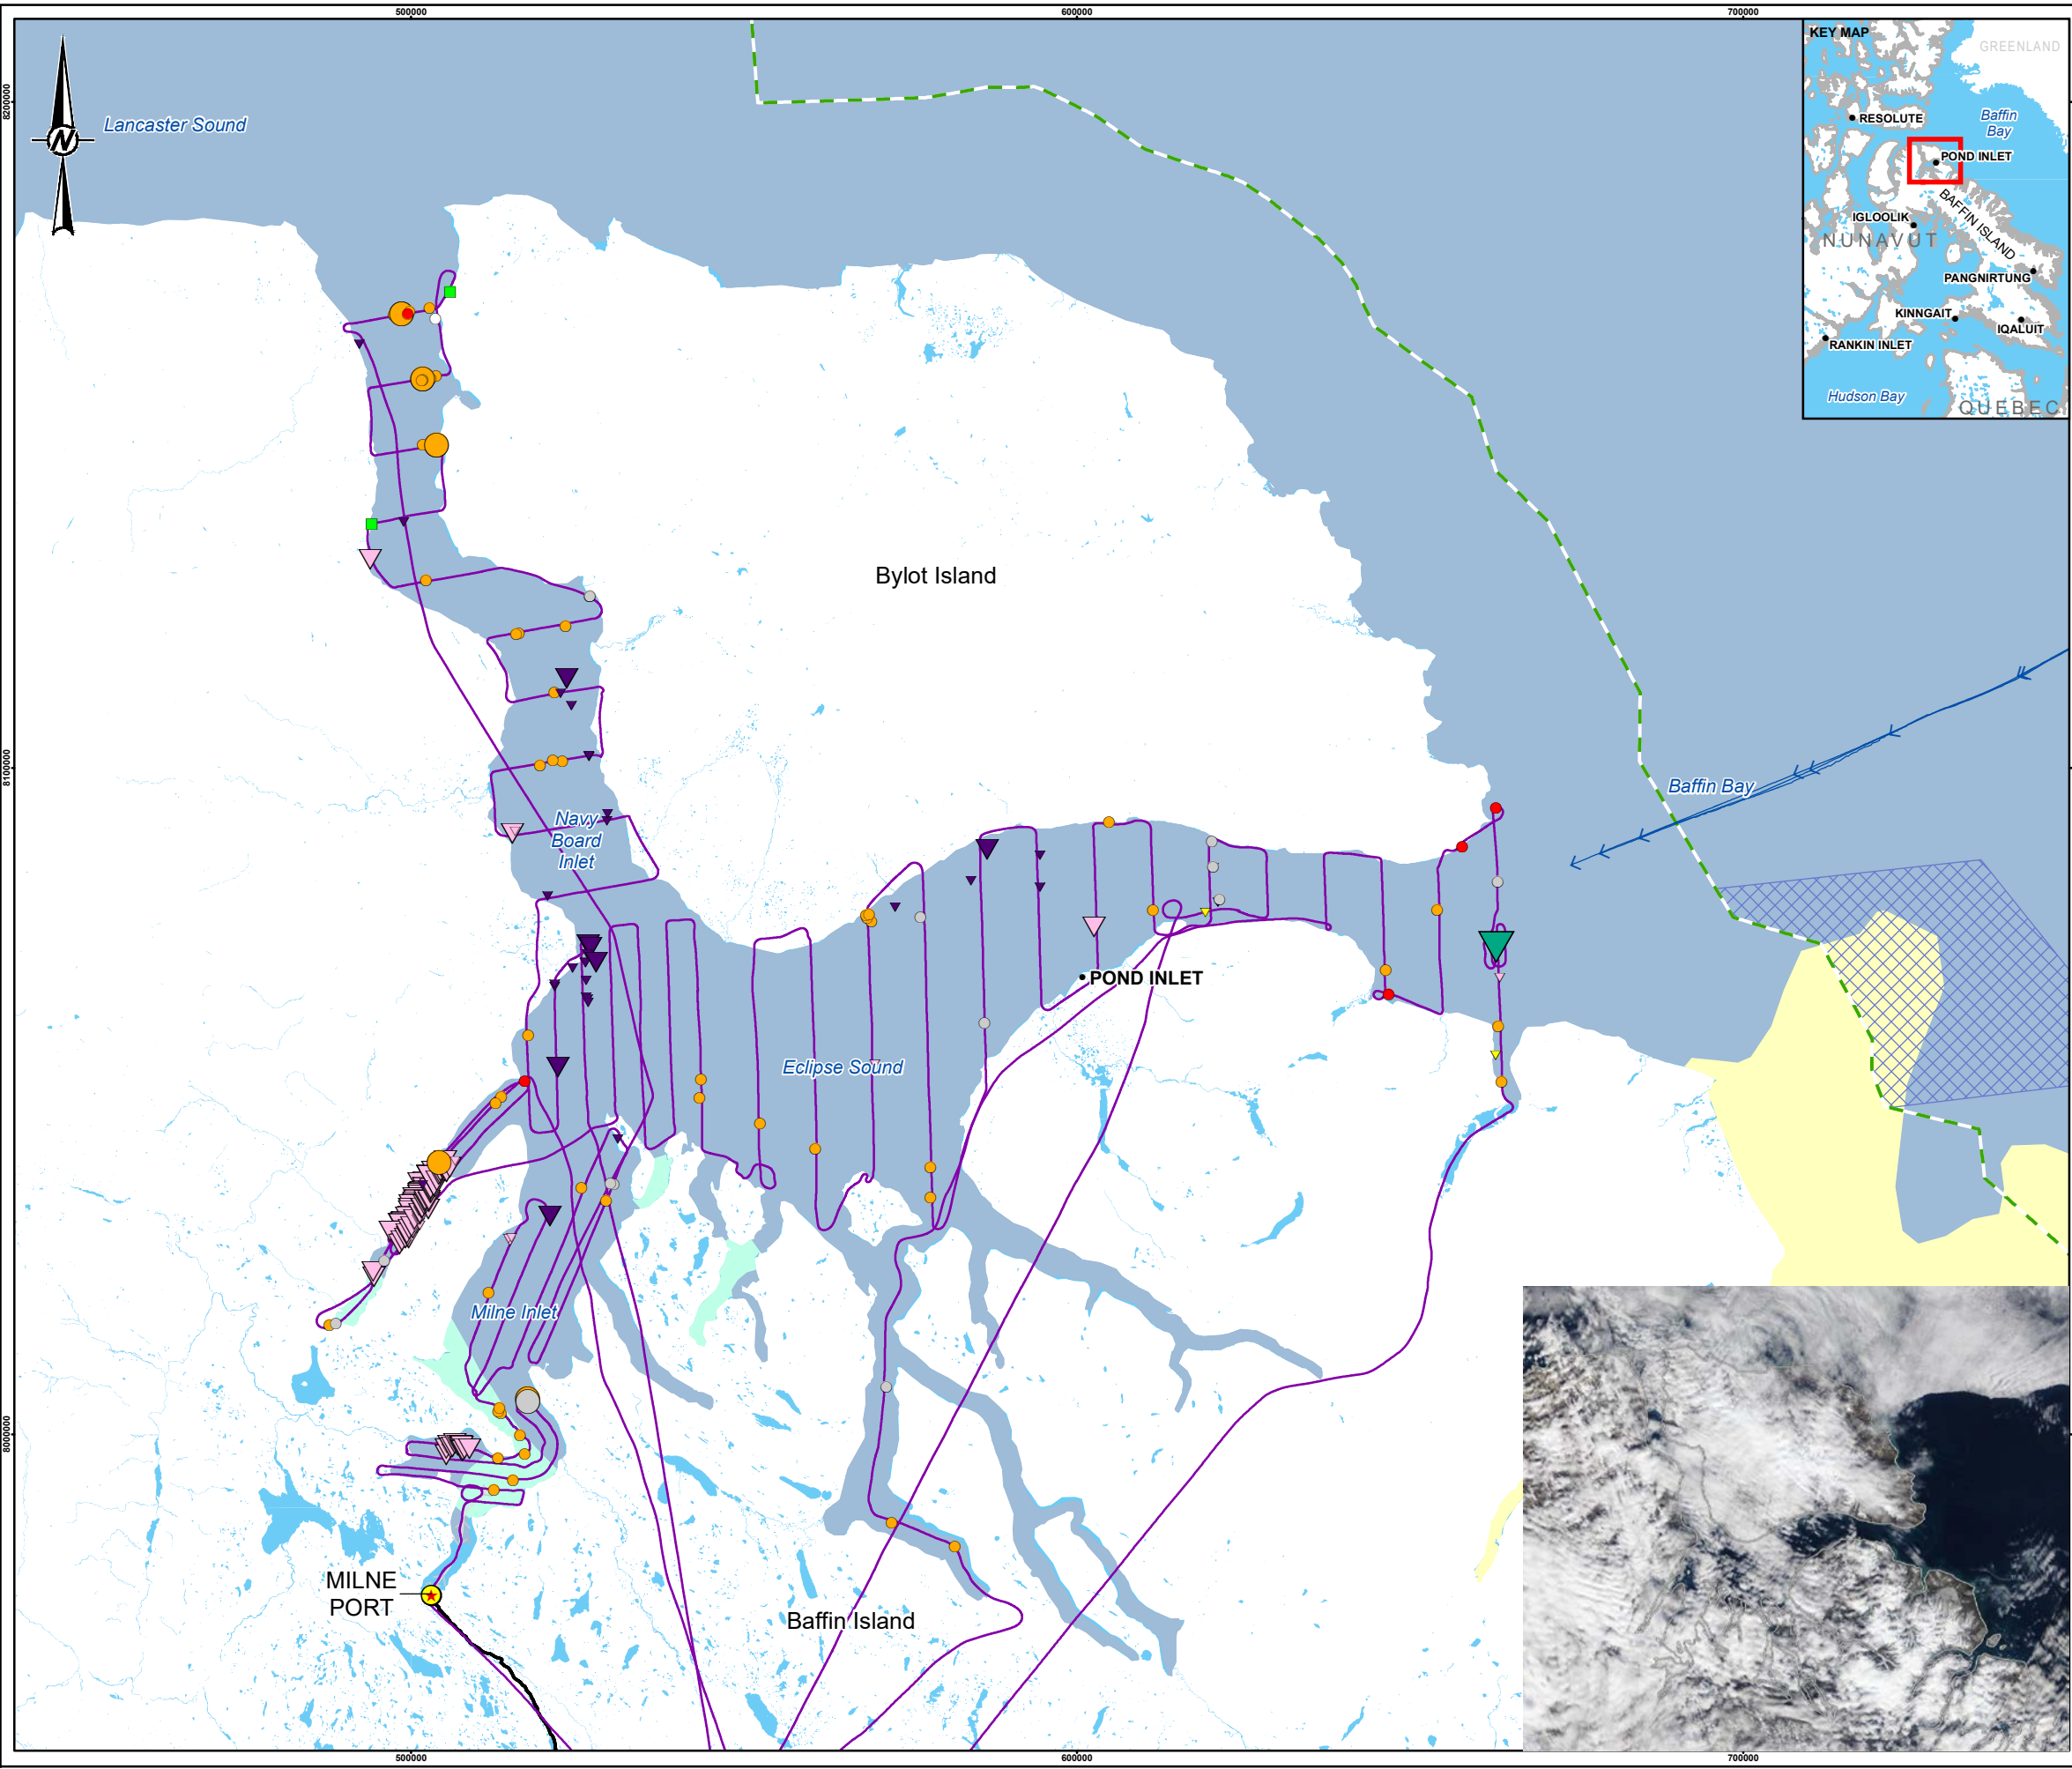 500000
600000
700000
KEY MAP
GREENLAND
8200000
Lancaster Sound
N
Baffin
Bay
RESOLUTE
POND INLET
BAFFIN ISLAND
IGLOOLIK
NUNAVUT
PANGNIRTUNG
KINNGAIT
IQALUIT
RANKIN INLET
Hudson Bay
QUEBEC
Bylot Island
8100000
Baffin Bay
Navy
Board
Inlet
POND INLET
Eclipse Sound
Milne Inlet
8000000
MILNE
PORT
Baffin Island
500000
600000
700000